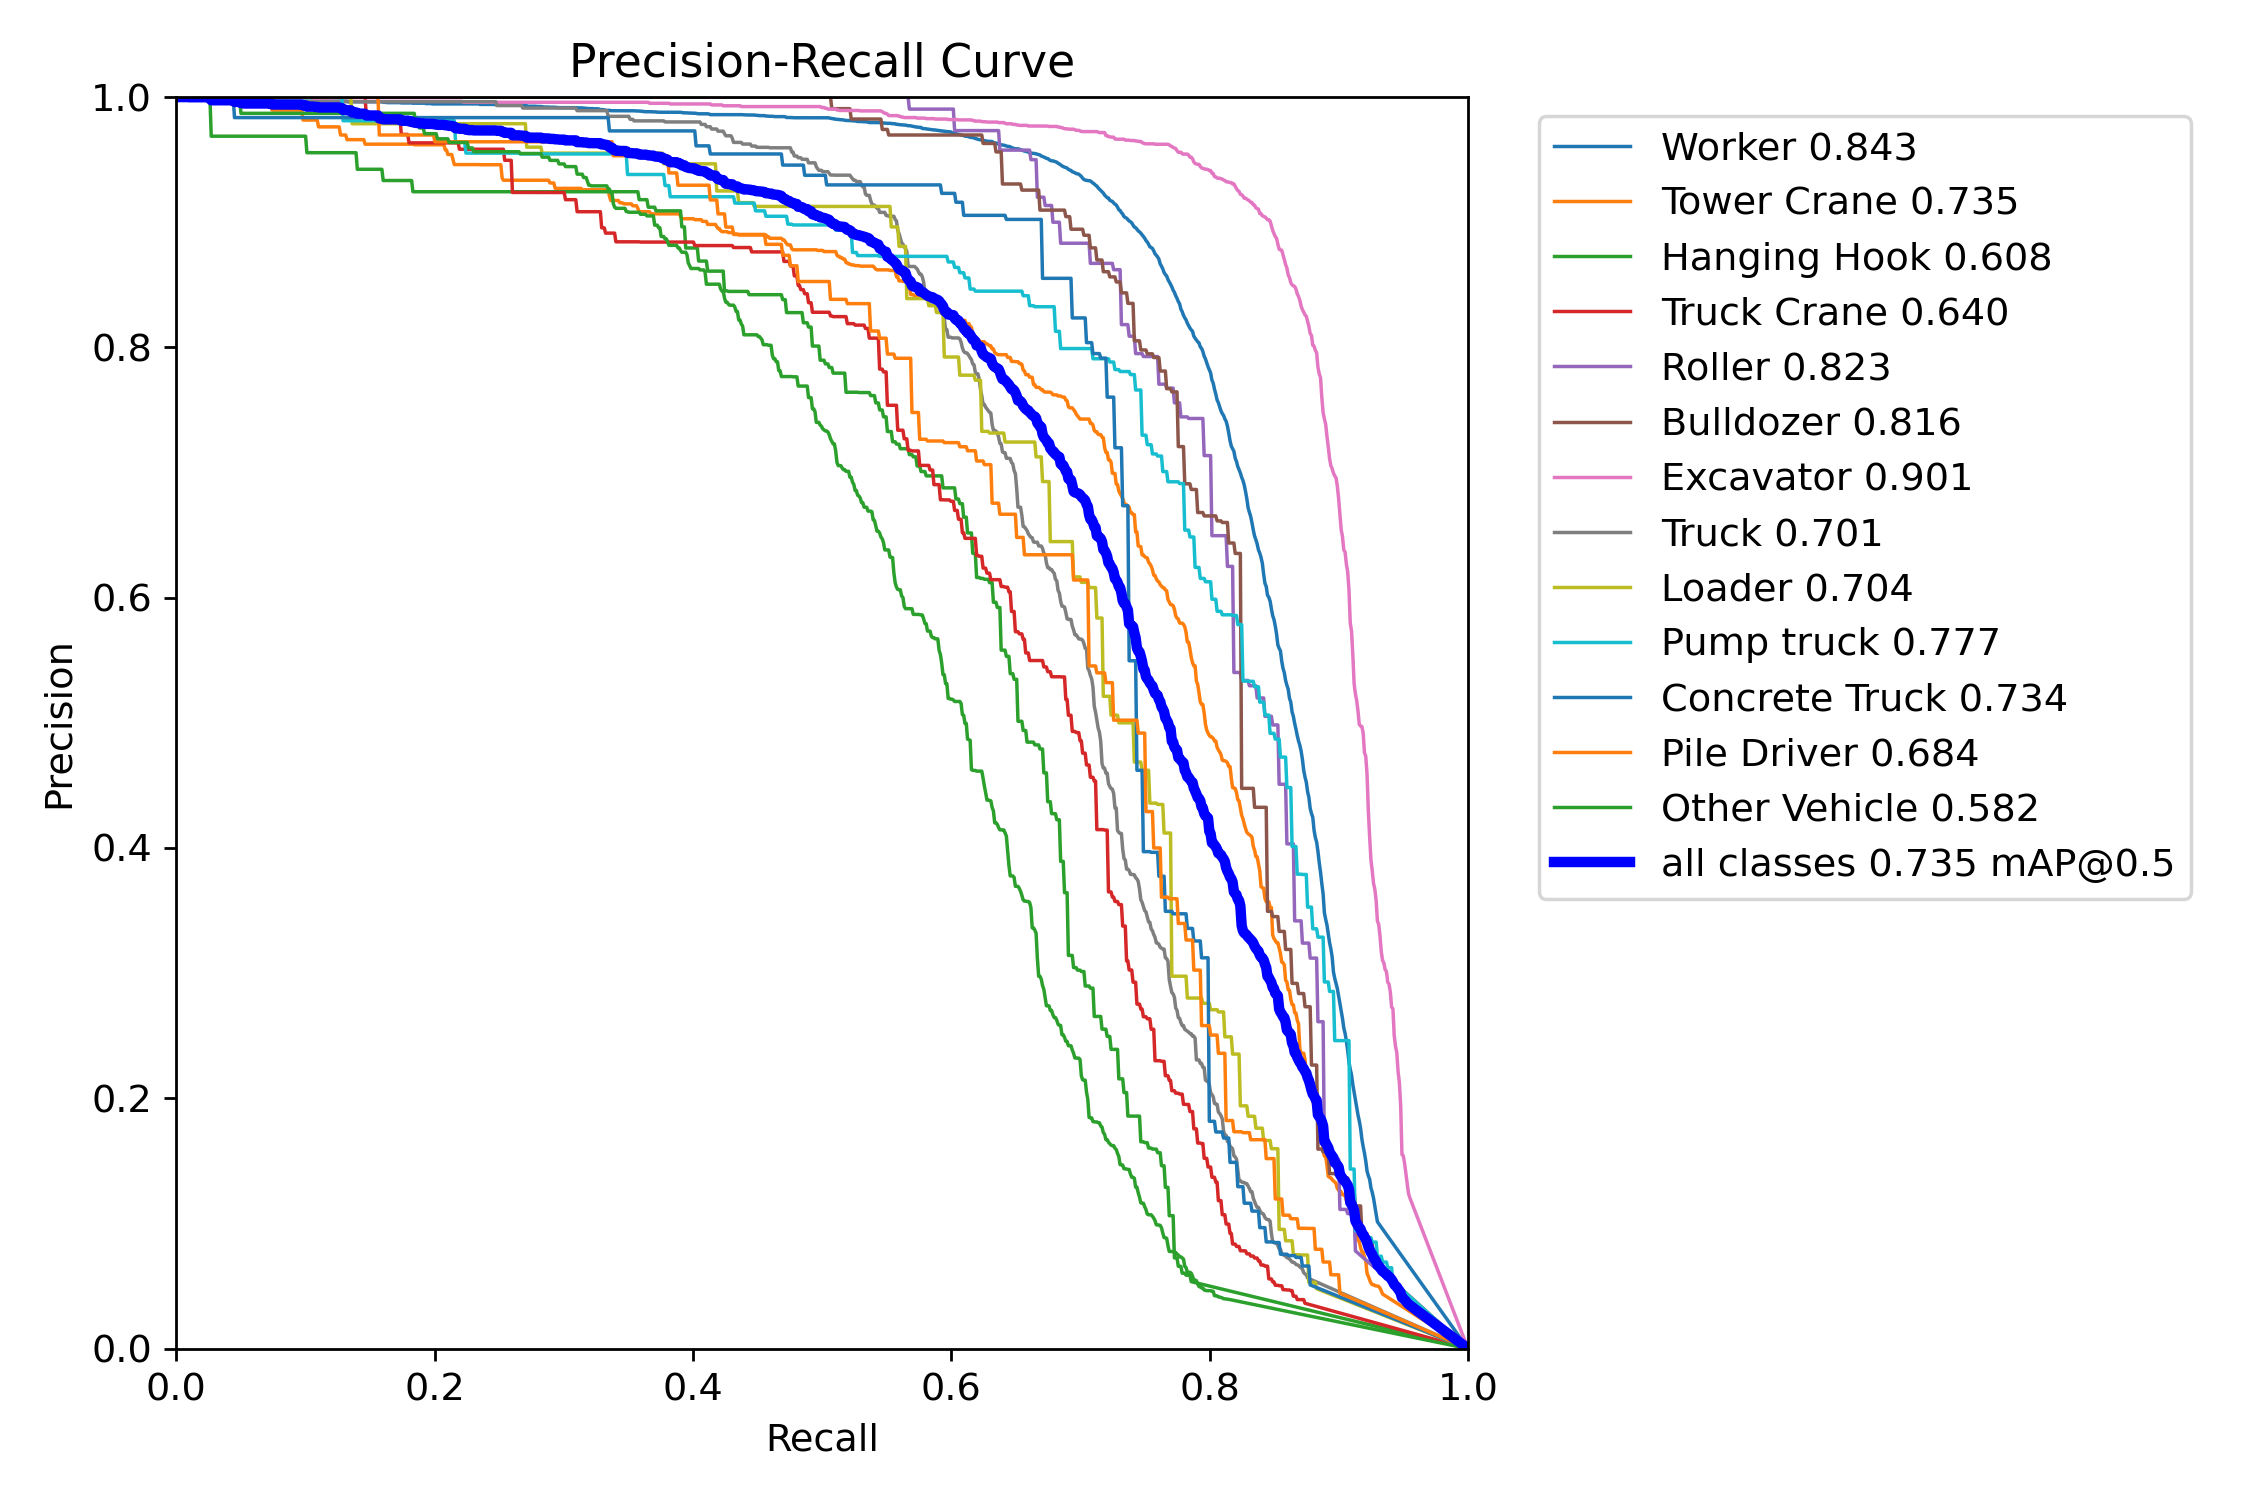 Precision-Recall Curve
1.0
0.8
0.6
0.4
0.2
0.0
Precision
0.0 0.2 0.4 0.6 0.8 1.0
Recall
Worker 0.843
Tower Crane 0.735
Hanging Hook 0.608
Truck Crane 0.640
Roller 0.823
Bulldozer 0.816
Excavator 0.901
Truck 0.701
Loader 0.704
Pump truck 0.777
Concrete Truck 0.734
Pile Driver 0.684
Other Vehicle 0.582
all classes 0.735 mAP@0.5